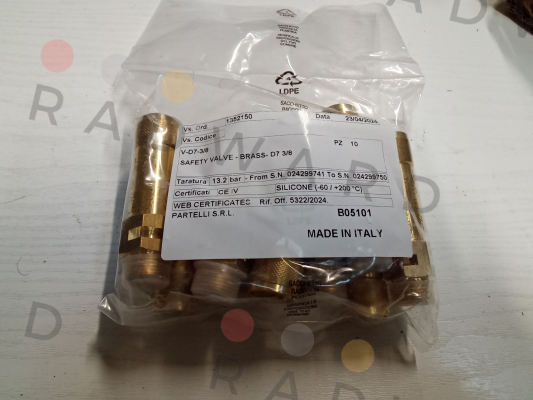 LDPE
SACCHETTO
Vs. Ord. 1352150 Data 23/04/2024
Vs. Codice
V-D7-3/8 PZ 10
SAFETY VALVE - BRASS- D7 3/8
Taratura 13.2 bar - From S.N. 024299741 To S.N. 024299750
Certificati CE /V SILICONE (-60 / +200 °C)
WEB CERTIFICATES Rif. Off. 5322/2024.
PARTELLI S.R.L. B05101
MADE IN ITALY
RADWARD